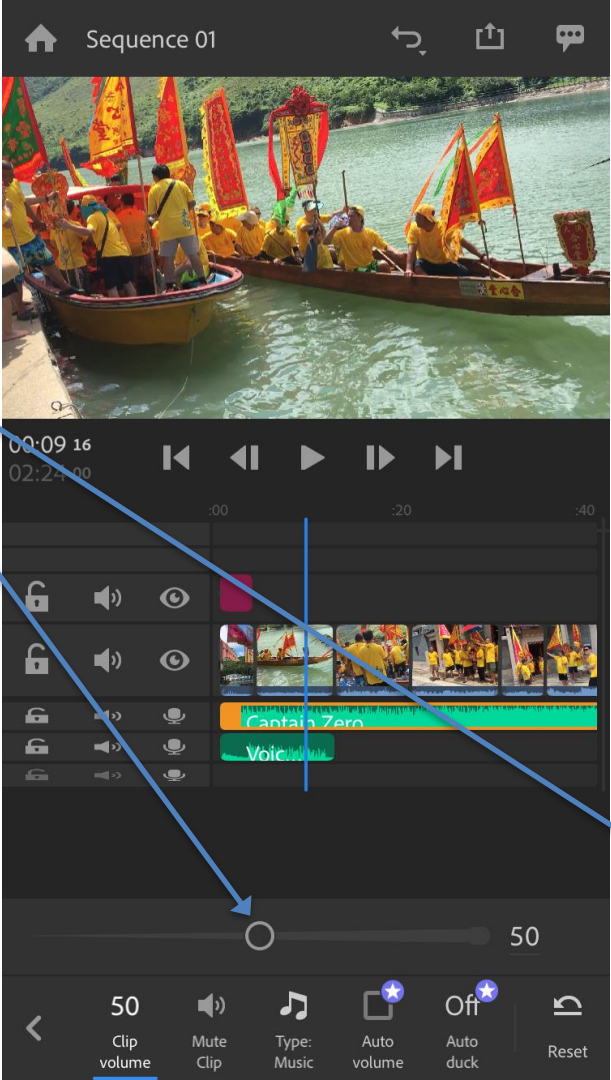 Sequence 01
00:09 16
02:24 00
:00
:20
:40
Captain Zero
Voic...
50
50
Off
Clip
volume
Mute
Clip
Type:
Music
Auto
volume
Auto
duck
Reset